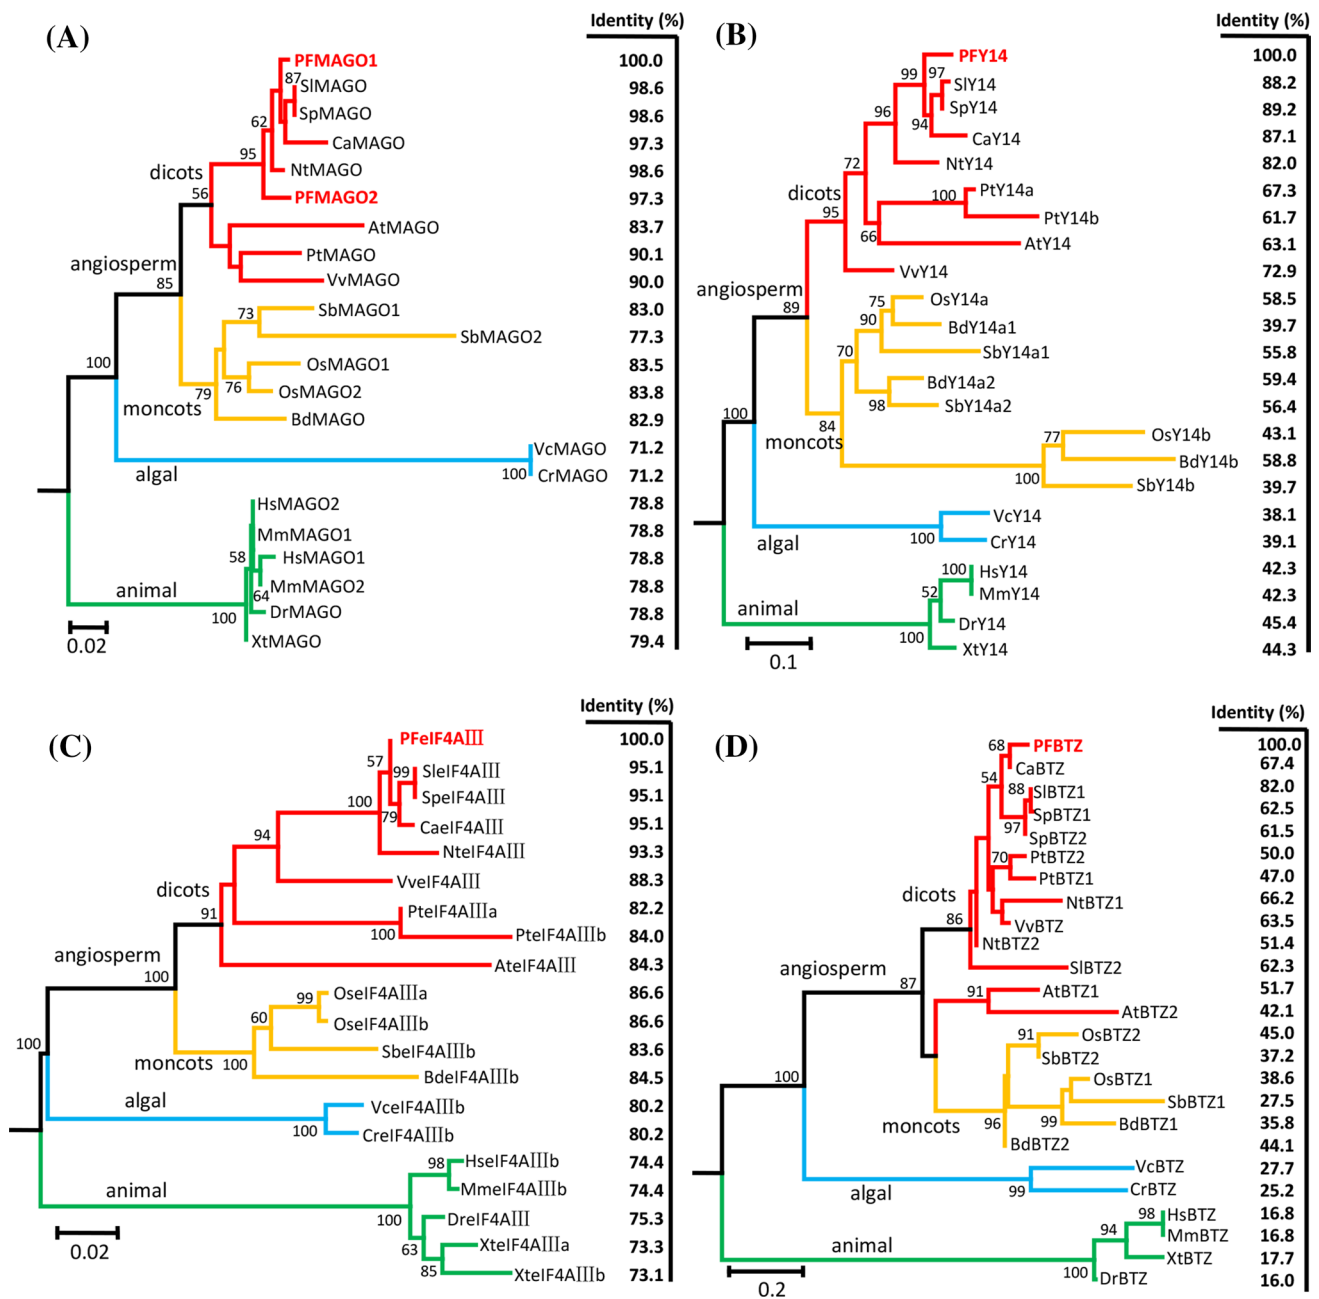 (A)
Identity (%)
PFMAGO1 100.0
87
SlMAGO 98.6
SpMAGO 98.6
62
CaMAGO 97.3
95
dicots
NtMAGO 98.6
56
PFMAGO2 97.3
AtMAGO 83.7
PtMAGO 90.1
angiosperm
85
VvMAGO 90.0
SbMAGO1 83.0
73
SbMAGO2 77.3
100
OsMAGO1 83.5
76
79
OsMAGO2 83.8
moncots
BdMAGO 82.9
VcMAGO 71.2
algal
100
CrMAGO 71.2
HsMAGO2 78.8
MmMAGO1 78.8
58
HsMAGO1 78.8
animal
64
MmMAGO2 78.8
100
DrMAGO 78.8
XtMAGO 79.4
0.02
(B)
Identity (%)
PFY14 100.0
99
97
SlY14 88.2
96
SpY14 89.2
94
CaY14 87.1
72
NtY14 82.0
dicots
100
PtY14a 67.3
95
PtY14b 61.7
66
AtY14 63.1
VvY14 72.9
angiosperm
89
75
OsY14a 58.5
90
BdY14a1 39.7
70
SbY14a1 55.8
BdY14a2 59.4
98
SbY14a2 56.4
100
84
moncots
77
OsY14b 43.1
BdY14b 58.8
100
SbY14b 39.7
VcY14 38.1
algal
100
CrY14 39.1
100
HsY14 42.3
52
MmY14 42.3
animal
DrY14 45.4
100
XtY14 44.3
0.1
(C)
Identity (%)
PFeIF4AⅢ 100.0
57
99
SleIF4AⅢ 95.1
100
SpeIF4AⅢ 95.1
79
CaeIF4AⅢ 95.1
94
NteIF4AⅢ 93.3
dicots
VveIF4AⅢ 88.3
91
PteIF4AⅢa 82.2
100
PteIF4AⅢb 84.0
angiosperm
AteIF4AⅢ 84.3
100
99
OseIF4AⅢa 86.6
60
OseIF4AⅢb 86.6
100
SbeIF4AⅢb 83.6
moncots
100
BdeIF4AⅢb 84.5
algal
VceIF4AⅢb 80.2
100
CreIF4AⅢb 80.2
98
HseIF4AⅢb 74.4
animal
MmeIF4AⅢb 74.4
100
DreIF4AⅢ 75.3
63
XteIF4AⅢa 73.3
85
XteIF4AⅢb 73.1
0.02
(D)
Identity (%)
68
PFBTZ 100.0
54
CaBTZ 67.4
88
SlBTZ1 82.0
SpBTZ1 62.5
97
SpBTZ2 61.5
70
PtBTZ2 50.0
PtBTZ1 47.0
dicots
NtBTZ1 66.2
86
VvBTZ 63.5
NtBTZ2 51.4
angiosperm
SlBTZ2 62.3
87
91
AtBTZ1 51.7
AtBTZ2 42.1
91
OsBTZ2 45.0
SbBTZ2 37.2
100
OsBTZ1 38.6
SbBTZ1 27.5
moncots
96
99
BdBTZ1 35.8
BdBTZ2 44.1
VcBTZ 27.7
algal
99
CrBTZ 25.2
98
HsBTZ 16.8
94
MmBTZ 16.8
animal
XtBTZ 17.7
100
DrBTZ 16.0
0.2